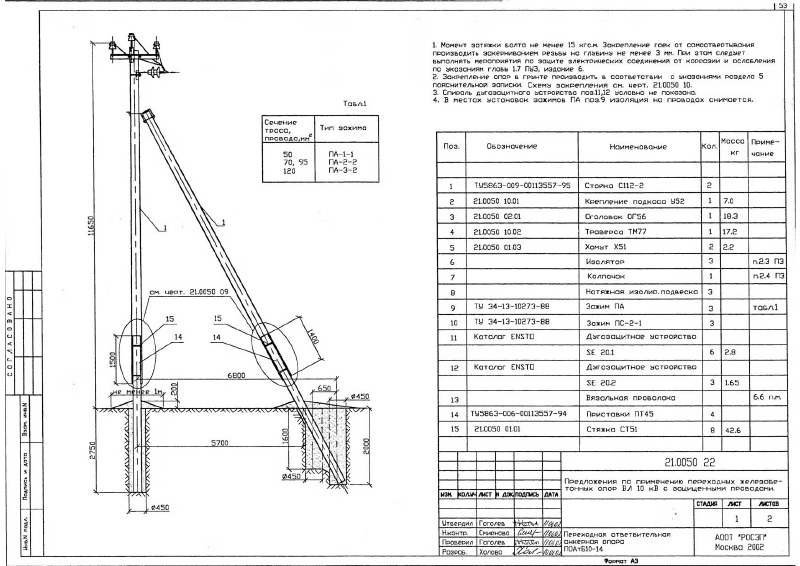 53
1. Момент затяжки болта не менее 15 кгс.м. Закрепление гаек от самоотвертывания
производить закерниванием резьбы на глубину не менее 3 мм. При этом следует
выполнять мероприятия по защите электрических соединений от коррозии и ослабления
по указаниям главы 1.7 ПУЭ, издание 6.
2. Закрепление опор в грунте производить в соответствии с указаниями раздела 5
пояснительной записки. Схему закрепления см. черт. 21.0050 10.
3. Спираль дугозащитного устройства поз.11,12 условно не показана.
4. В местах установок зажимов ПА поз.9 изоляция на проводах снимается.
Табл.1
Сечение троса, провода,мм² Тип зажима
50 ПА-1-1
70, 95 ПА-2-2
120 ПА-3-2
Поз. Обозначение Наименование Кол. Масса кг Примечание
1 ТУ5863-009-00113557-95 Стойка С112-2 2
2 21.0050 10.01 Крепление подкоса У52 1 7.0
3 21.0050 02.01 Оголовок ОГ56 1 18.3
4 21.0050 10.02 Траверса ТМ77 1 17.2
5 21.0050 01.03 Хомут Х51 2 2.2
6 Изолятор 3 п.2.3 ПЗ
7 Колпачок 1 п.2.4 ПЗ
8 Натяжная изолир.подвеска 3
9 ТУ 34-13-10273-88 Зажим ПА 3 табл.1
10 ТУ 34-13-10273-88 Зажим ПС-2-1 3
11 Каталог ENSTO Дугозащитное устройство
SE 20.1 6 2.8
12 Каталог ENSTO Дугозащитное устройство
SE 20.2 3 1.65
13 Вязальная проволока 6.6 п.м.
14 ТУ5863-006-00113557-94 Приставки ПТ45 4
15 21.0050 01.01 Стяжка СТ51 8 42.6
11650
1
1
см. черт. 21.0050 09
15
14
15
14
1400
1500
6800
не менее 1м
200
650
ø450
5700
1600
2000
2750
ø450
ø450
СОГЛАСОВАНО
Взам. инв.N
Подпись и дата
Инв.N подл.
21.0050 22
Предложения по применению переходных железобе-
тонных опор ВЛ 10 кВ с защищенными проводами.
ИЗМ. КОЛ.УЧ ЛИСТ N ДОК. ПОДПИСЬ ДАТА
СТАДИЯ ЛИСТ ЛИСТОВ
1 2
Утвердил Гоголев
Н.контр. Смирнова
Проверил Гоголев
Разраб. Халова
Переходная ответвительная
анкерная опора
ПОАтБ10-14
АООТ "РОСЭП"
Москва 2002
Формат А3